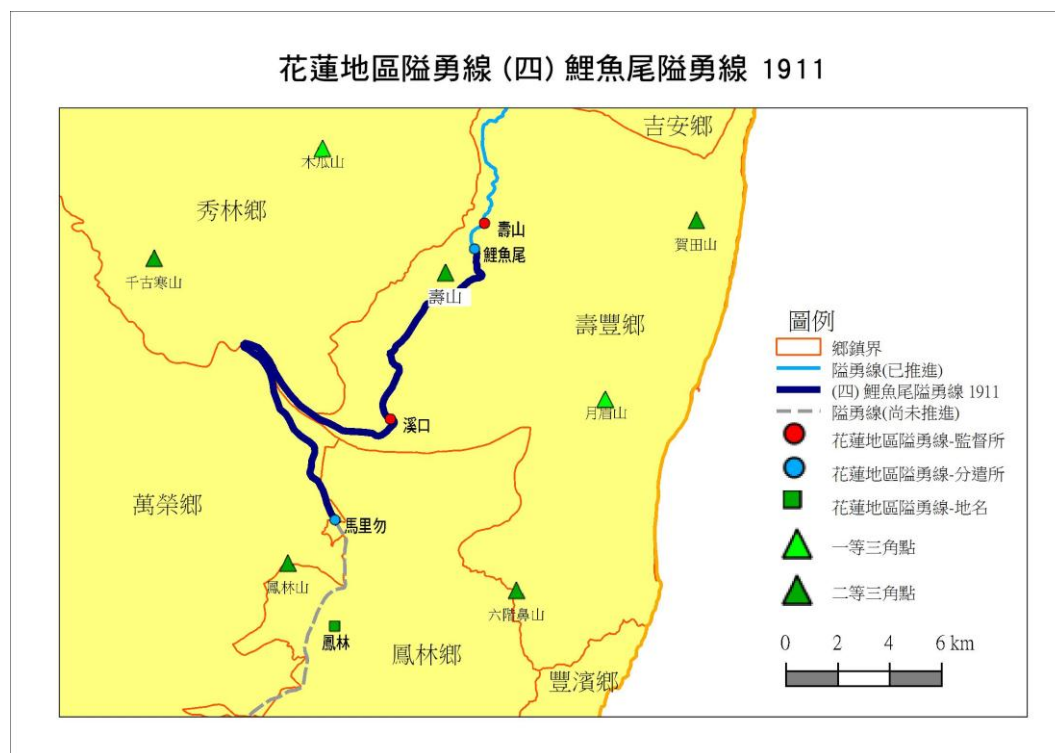 花蓮地區隘勇線 (四) 鯉魚尾隘勇線 1911
吉安鄉
木瓜山
秀林鄉
壽山
賀田山
鯉魚尾
千古寒山
壽山
壽豐鄉
圖例
鄉鎮界
隘勇線(已推進)
(四) 鯉魚尾隘勇線 1911
隘勇線(尚未推進)
花蓮地區隘勇線-監督所
花蓮地區隘勇線-分遣所
花蓮地區隘勇線-地名
一等三角點
二等三角點
0 2 4 6 km
月眉山
溪口
萬榮鄉
馬里勿
鳳林山
六階鼻山
鳳林
鳳林鄉
豐濱鄉